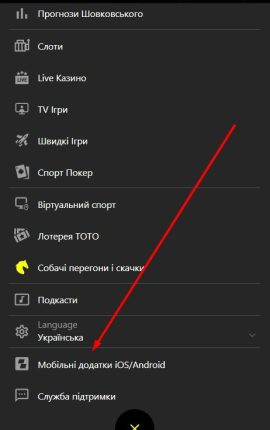 Прогнози Шовковського
Слоти
Live Казино
TV Ігри
Швидкі Ігри
Спорт Покер
Віртуальний спорт
Лотерея ТОТО
Собачі перегони і скачки
Подкасти
Language
Українська
Мобільні додатки iOS/Android
Служба підтримки